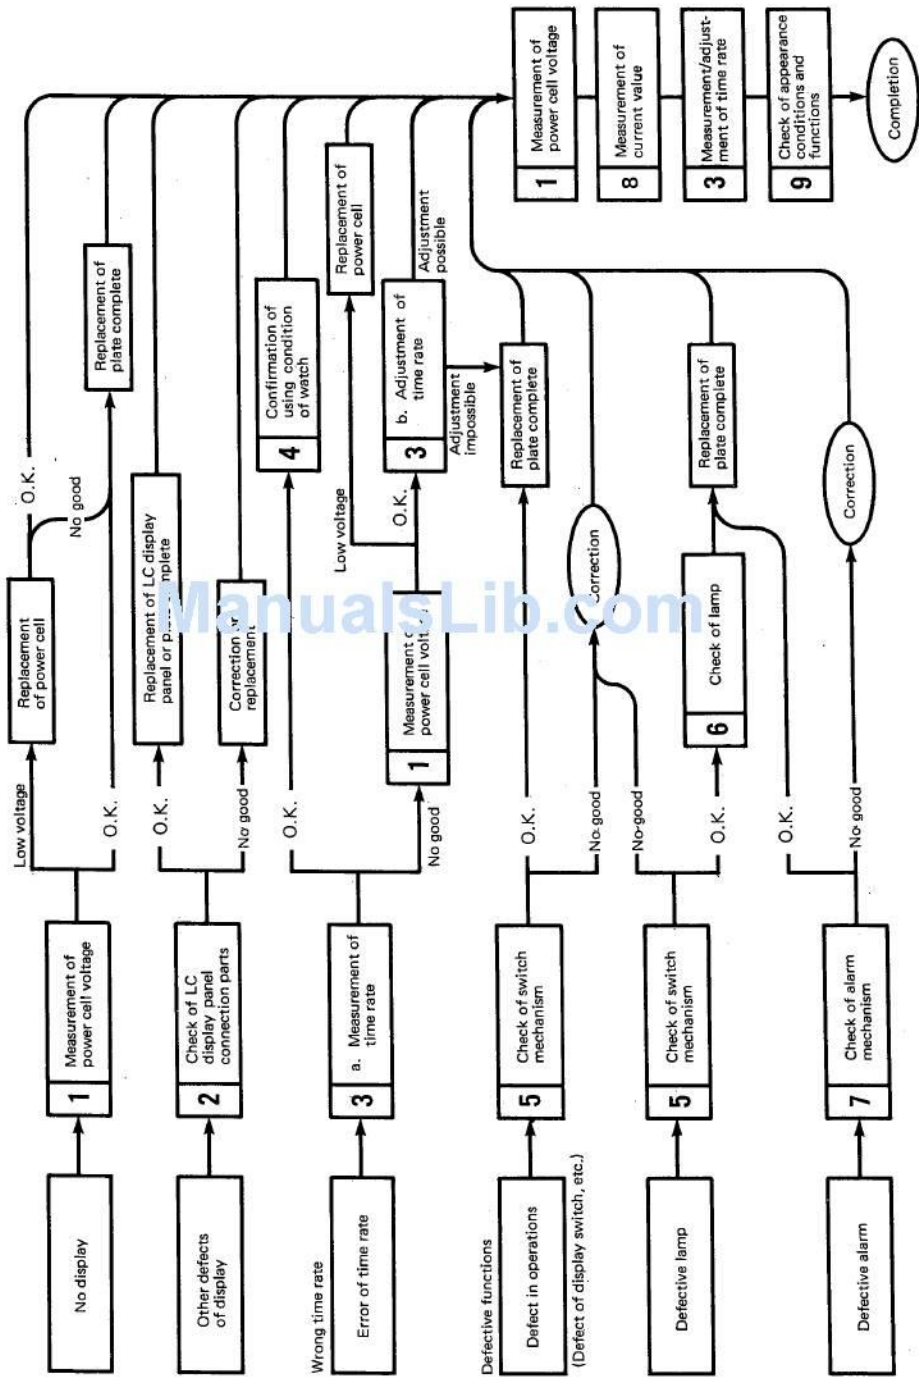 No display
1
Measurement of
power cell voltage
Low voltage
Replacement
of power cell
O.K.
No good
O.K.
Replacement of
plate complete
Other defects
of display
2
Check of LC
display panel
connection parts
O.K.
Replacement of LC display
panel or complete
No good
Correction or
replacement
Wrong time rate
Error of time rate
3
a. Measurement of
time rate
O.K.
4
Confirmation of
using condition
of watch
No good
1
Measurement
power cell
Low voltage
Replacement of
power cell
O.K.
3
b. Adjustment of
time rate
Adjustment
possible
Adjustment
impossible
Defective functions
Defect in operations
(Defect of display switch, etc.)
5
Check of switch
mechanism
O.K.
Replacement of
plate complete
No good
Correction
Defective lamp
5
Check of switch
mechanism
No good
O.K.
6
Check of lamp
Replacement of
plate complete
Defective alarm
7
Check of alarm
mechanism
O.K.
No good
Correction
1
Measurement of
power cell voltage
8
Measurement of
current value
3
Measurement/adjust-
ment of time rate
9
Check of appearance
conditions and
functions
Completion
ManualsLib.com